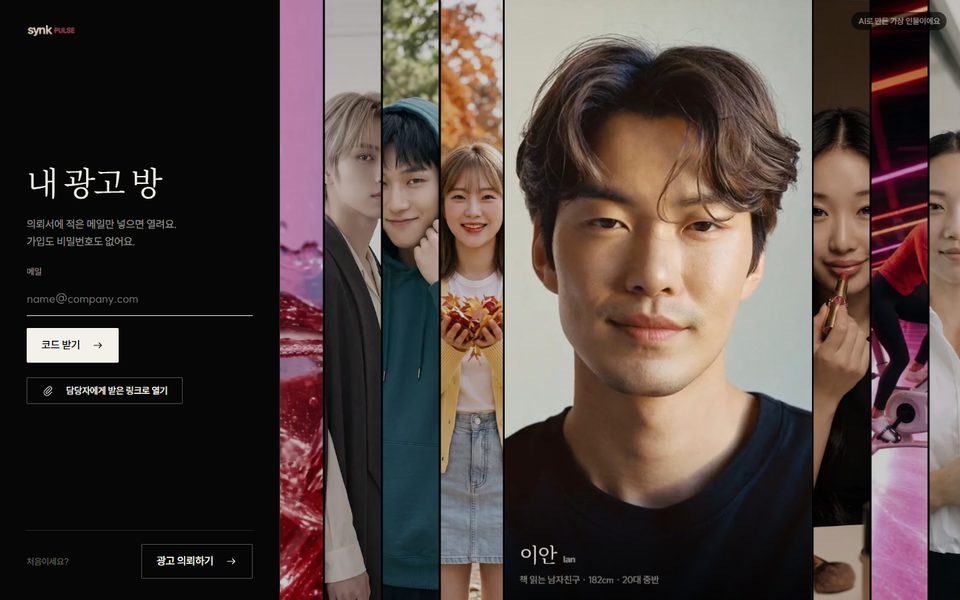 synk PULSE
AI로 만든 가상 인물이에요
내 광고 방
의뢰서에 적은 메일만 넣으면 열려요.
가입도 비밀번호도 없어요.
메일
name@company.com
코드 받기 →
담당자에게 받은 링크로 열기
처음이세요?
광고 의뢰하기 →
이안 Ian
책 읽는 남자친구 · 182cm · 20대 중반